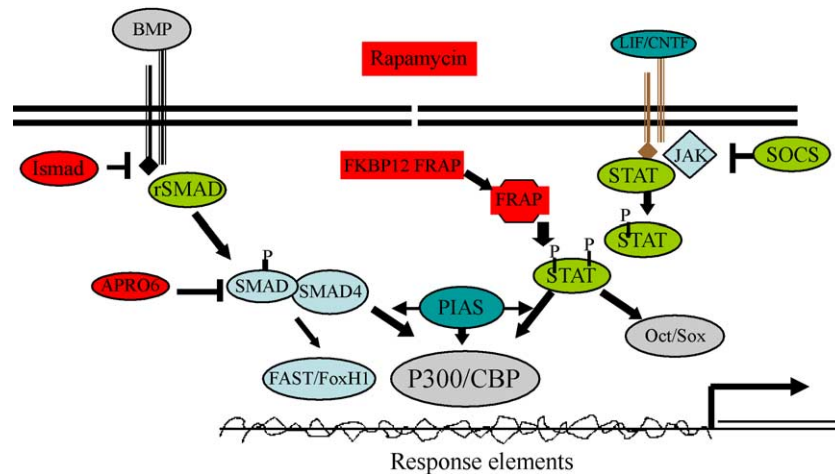 BMP
LIF/CNTF
Rapamycin
Ismad
JAK
SOCS
rSMAD
FKBP12 FRAP
STAT
FRAP
P
STAT
P
P
P
STAT
APRO6
SMAD
SMAD4
PIAS
Oct/Sox
FAST/FoxH1
P300/CBP
Response elements